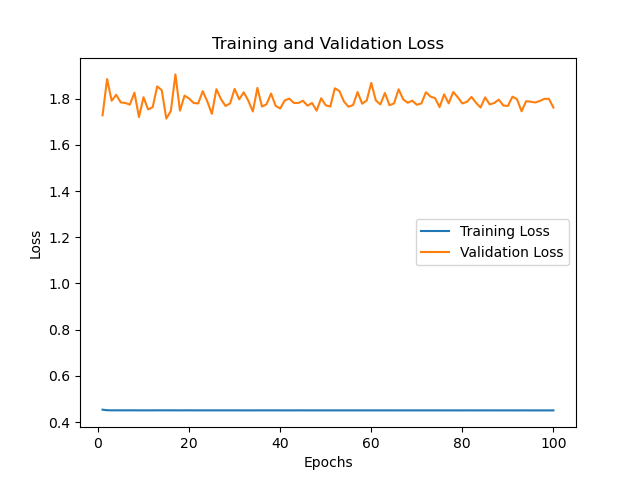 Training and Validation Loss
1.8
1.6
1.4
1.2
1.0
0.8
0.6
0.4
Loss
Training Loss
Validation Loss
0 20 40 60 80 100
Epochs